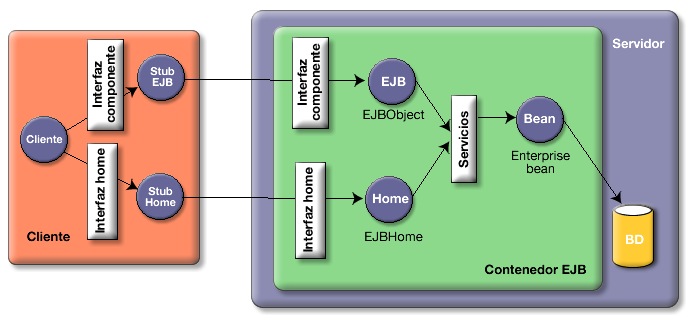 Servidor
Interfaz
componente
Stub
EJB
Cliente
Interfaz home
Stub
Home
Cliente
Interfaz
componente
EJB
EJBObject
Servicios
Bean
Enterprise
bean
Interfaz home
Home
EJBHome
BD
Contenedor EJB